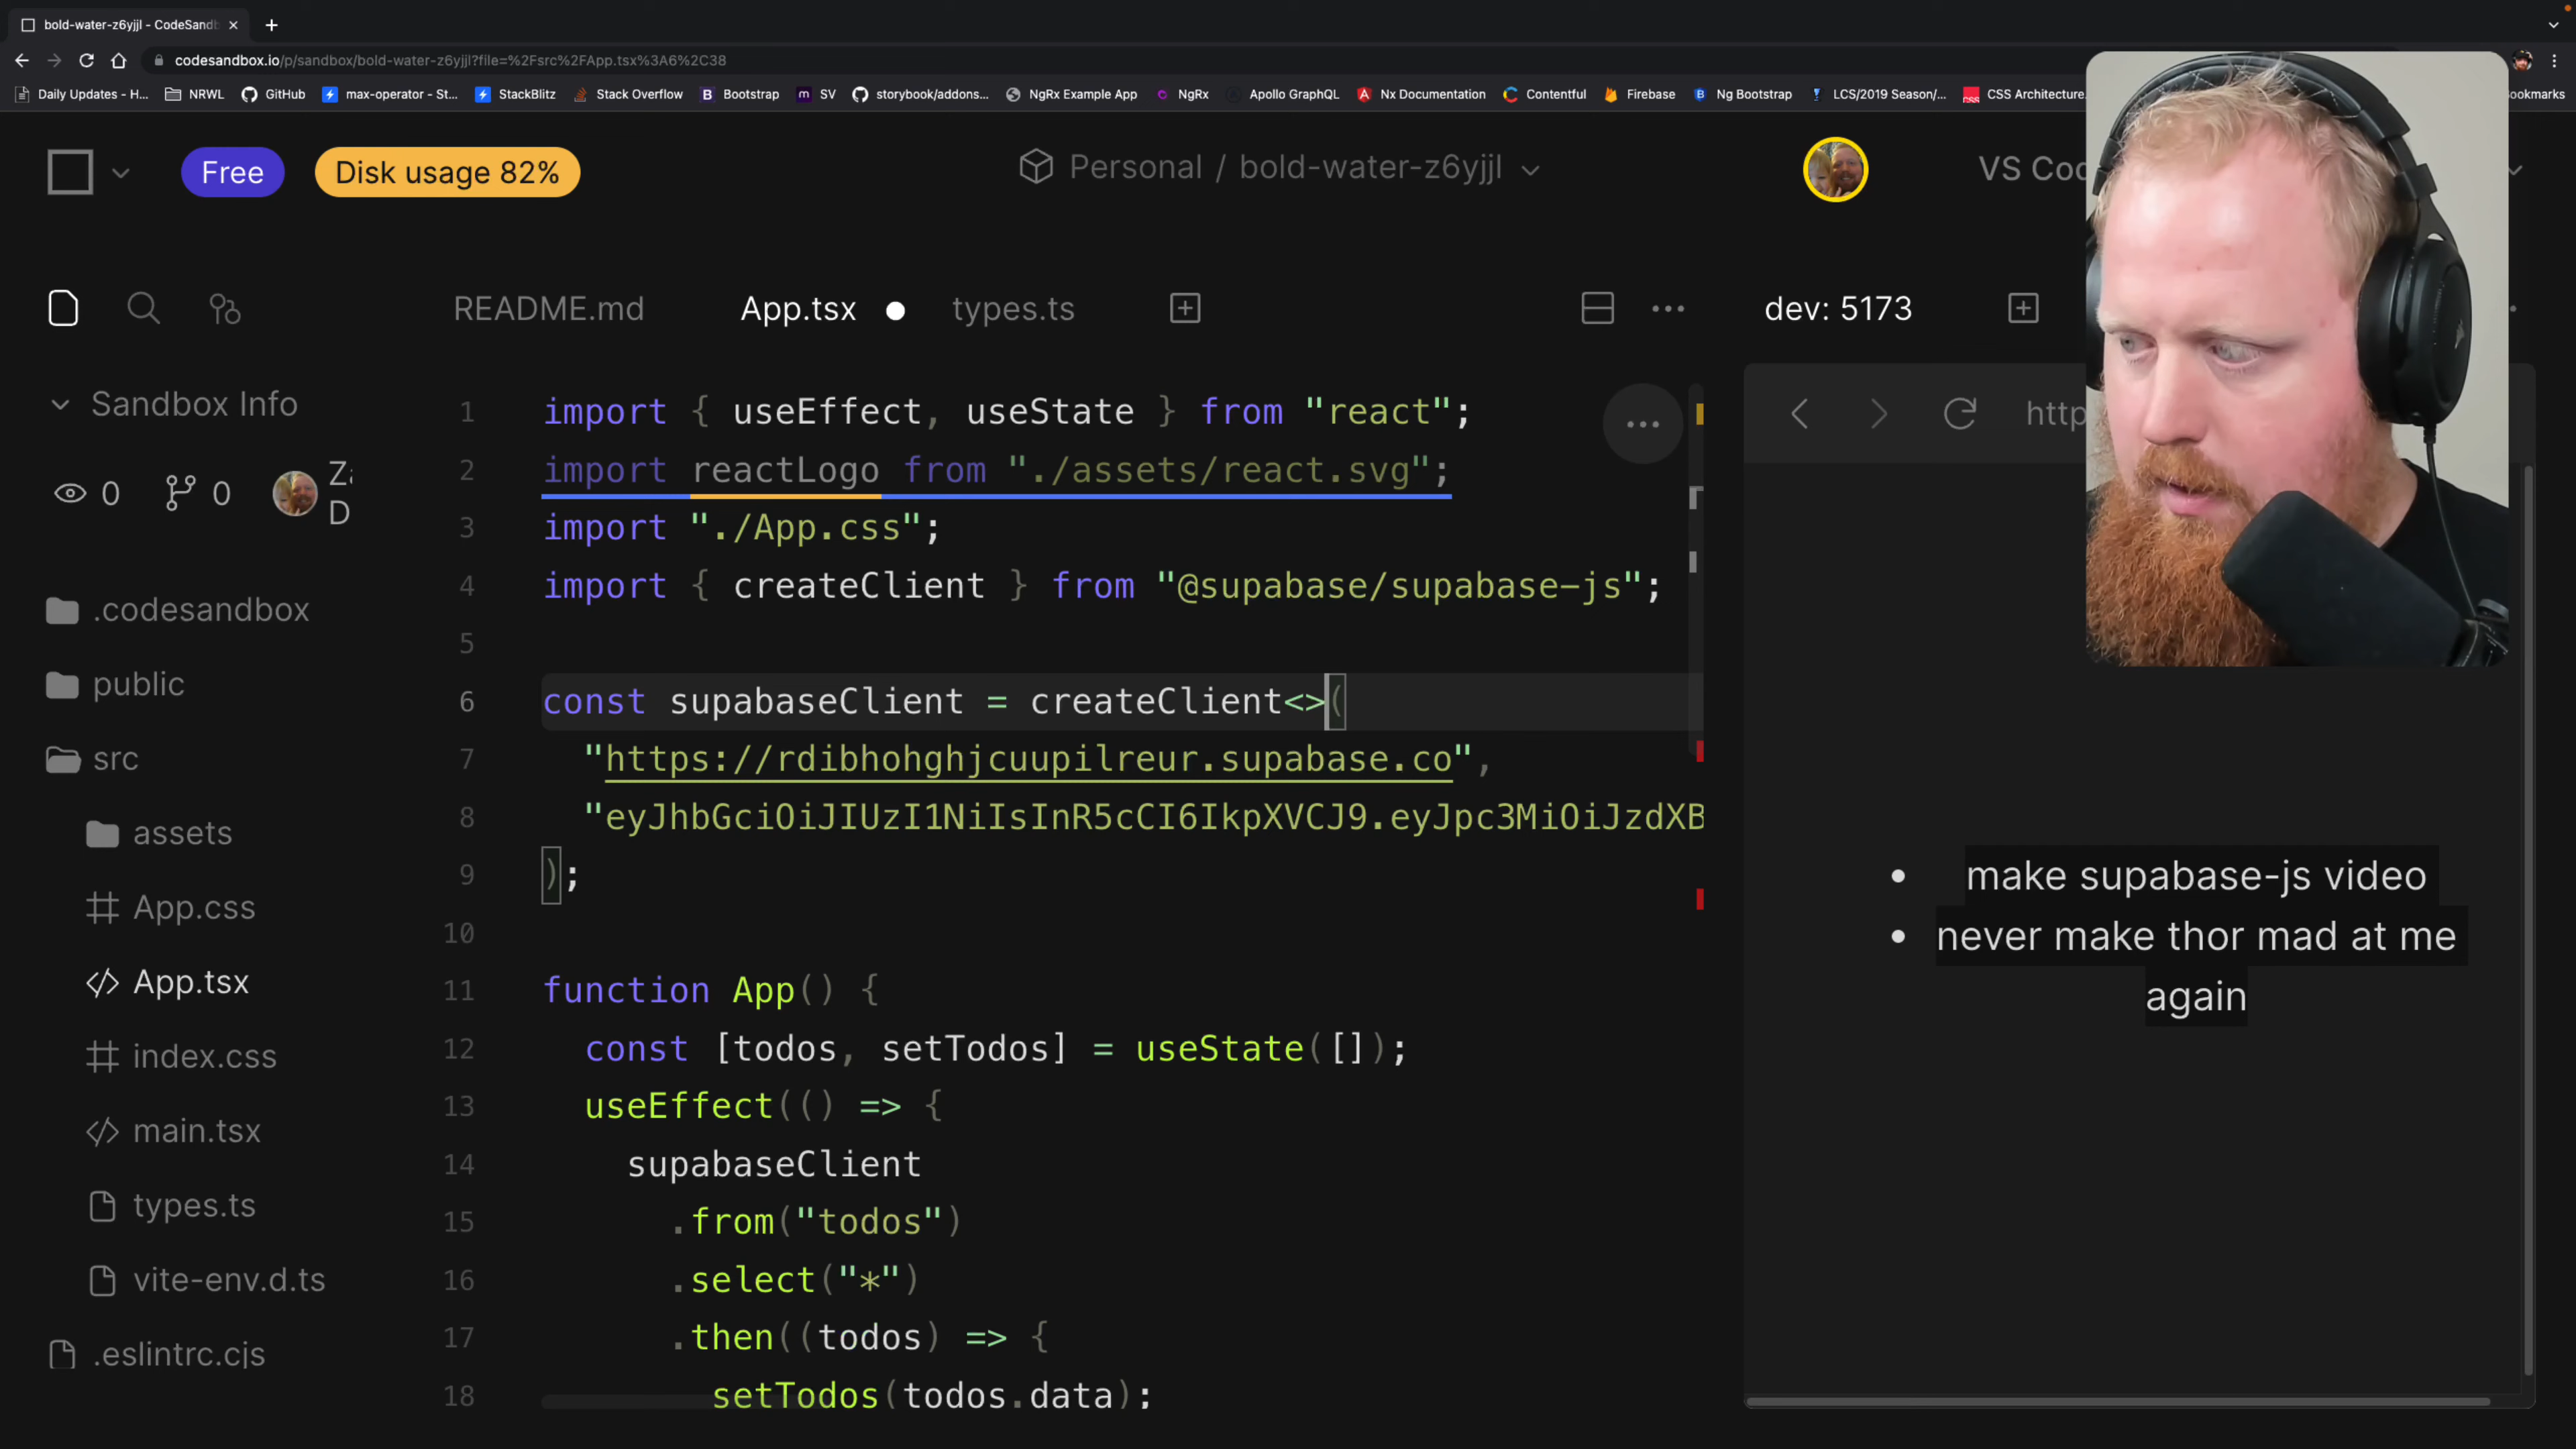 bold-water-z6yjjl - CodeSandb
codesandbox.io/p/sandbox/bold-water-z6yjjl?file=%2Fsrc%2FApp.tsx%3A6%2C38
Daily Updates - H... NRWL GitHub max-operator - St... StackBlitz Stack Overflow Bootstrap SV storybook/addons... NgRx Example App NgRx Apollo GraphQL Nx Documentation Contentful Firebase Ng Bootstrap LCS/2019 Season/... CSS Architecture. ookmarks
Free Disk usage 82% Personal / bold-water-z6yjjl VS Cod
README.md App.tsx types.ts dev: 5173
Sandbox Info
0 0 Za
D
.codesandbox
public
src
assets
App.css
App.tsx
index.css
main.tsx
types.ts
vite-env.d.ts
.eslintrc.cjs
1 import { useEffect, useState } from "react";
2 import reactLogo from "./assets/react.svg";
3 import "./App.css";
4 import { createClient } from "@supabase/supabase-js";
5
6 const supabaseClient = createClient<>(
7 "https://rdibhohghjcuupilreur.supabase.co",
8 "eyJhbGciOiJIUzI1NiIsInR5cCI6IkpXVCJ9.eyJpc3MiOiJzdXB
9 );
10
11 function App() {
12 const [todos, setTodos] = useState([]);
13 useEffect(() => {
14 supabaseClient
15 .from("todos")
16 .select("*")
17 .then((todos) => {
18 setTodos(todos.data);
http
• make supabase-js video
• never make thor mad at me
again